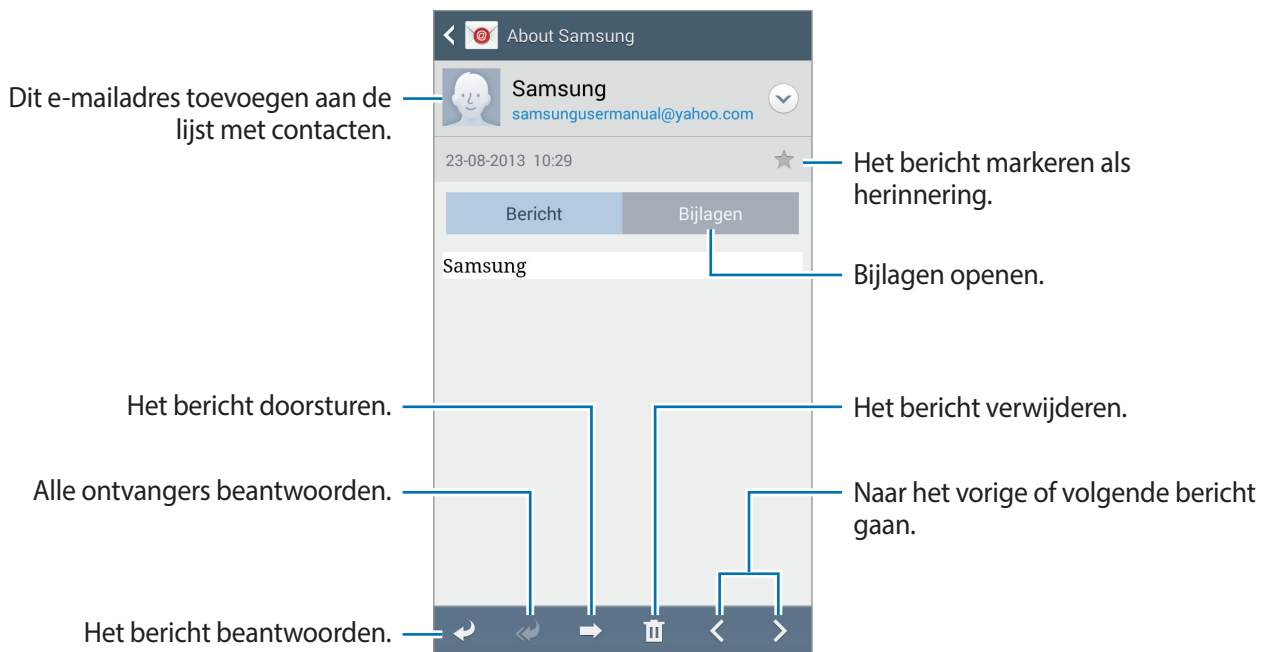 About Samsung
Dit e-mailadres toevoegen aan de
lijst met contacten.
Samsung
samsungusermanual@yahoo.com
23-08-2013 10:29
Het bericht markeren als
herinnering.
Bericht
Bijlagen
Samsung
Bijlagen openen.
Het bericht doorsturen.
Het bericht verwijderen.
Alle ontvangers beantwoorden.
Naar het vorige of volgende bericht
gaan.
Het bericht beantwoorden.